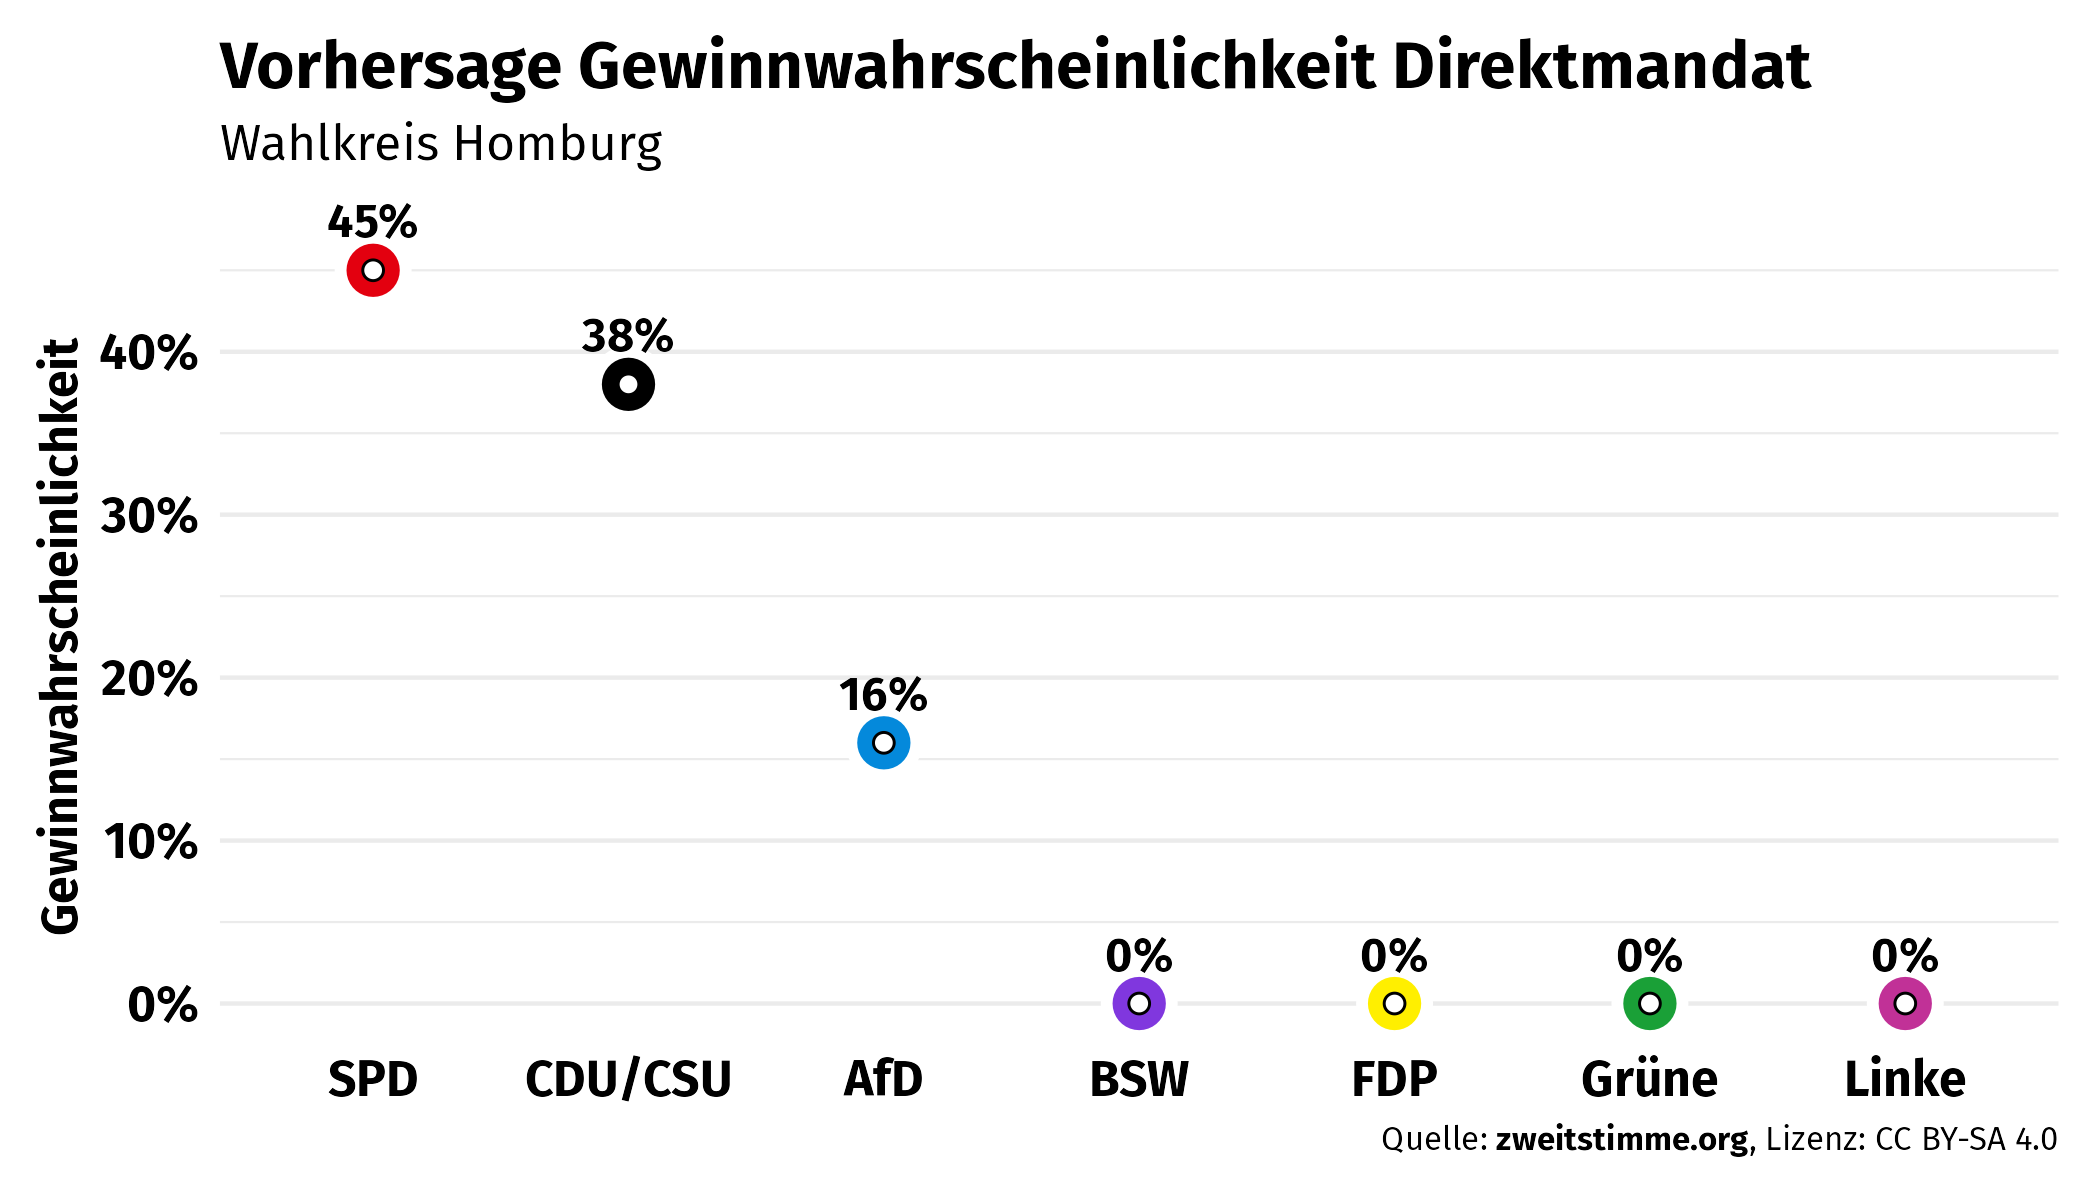 Vorhersage Gewinnwahrscheinlichkeit Direktmandat
Wahlkreis Homburg
Gewinnwahrscheinlichkeit
45%
40%
38%
30%
20%
16%
10%
0% 0% 0% 0%
0%
SPD CDU/CSU AfD BSW FDP Grüne Linke
Quelle: zweitstimme.org, Lizenz: CC BY-SA 4.0